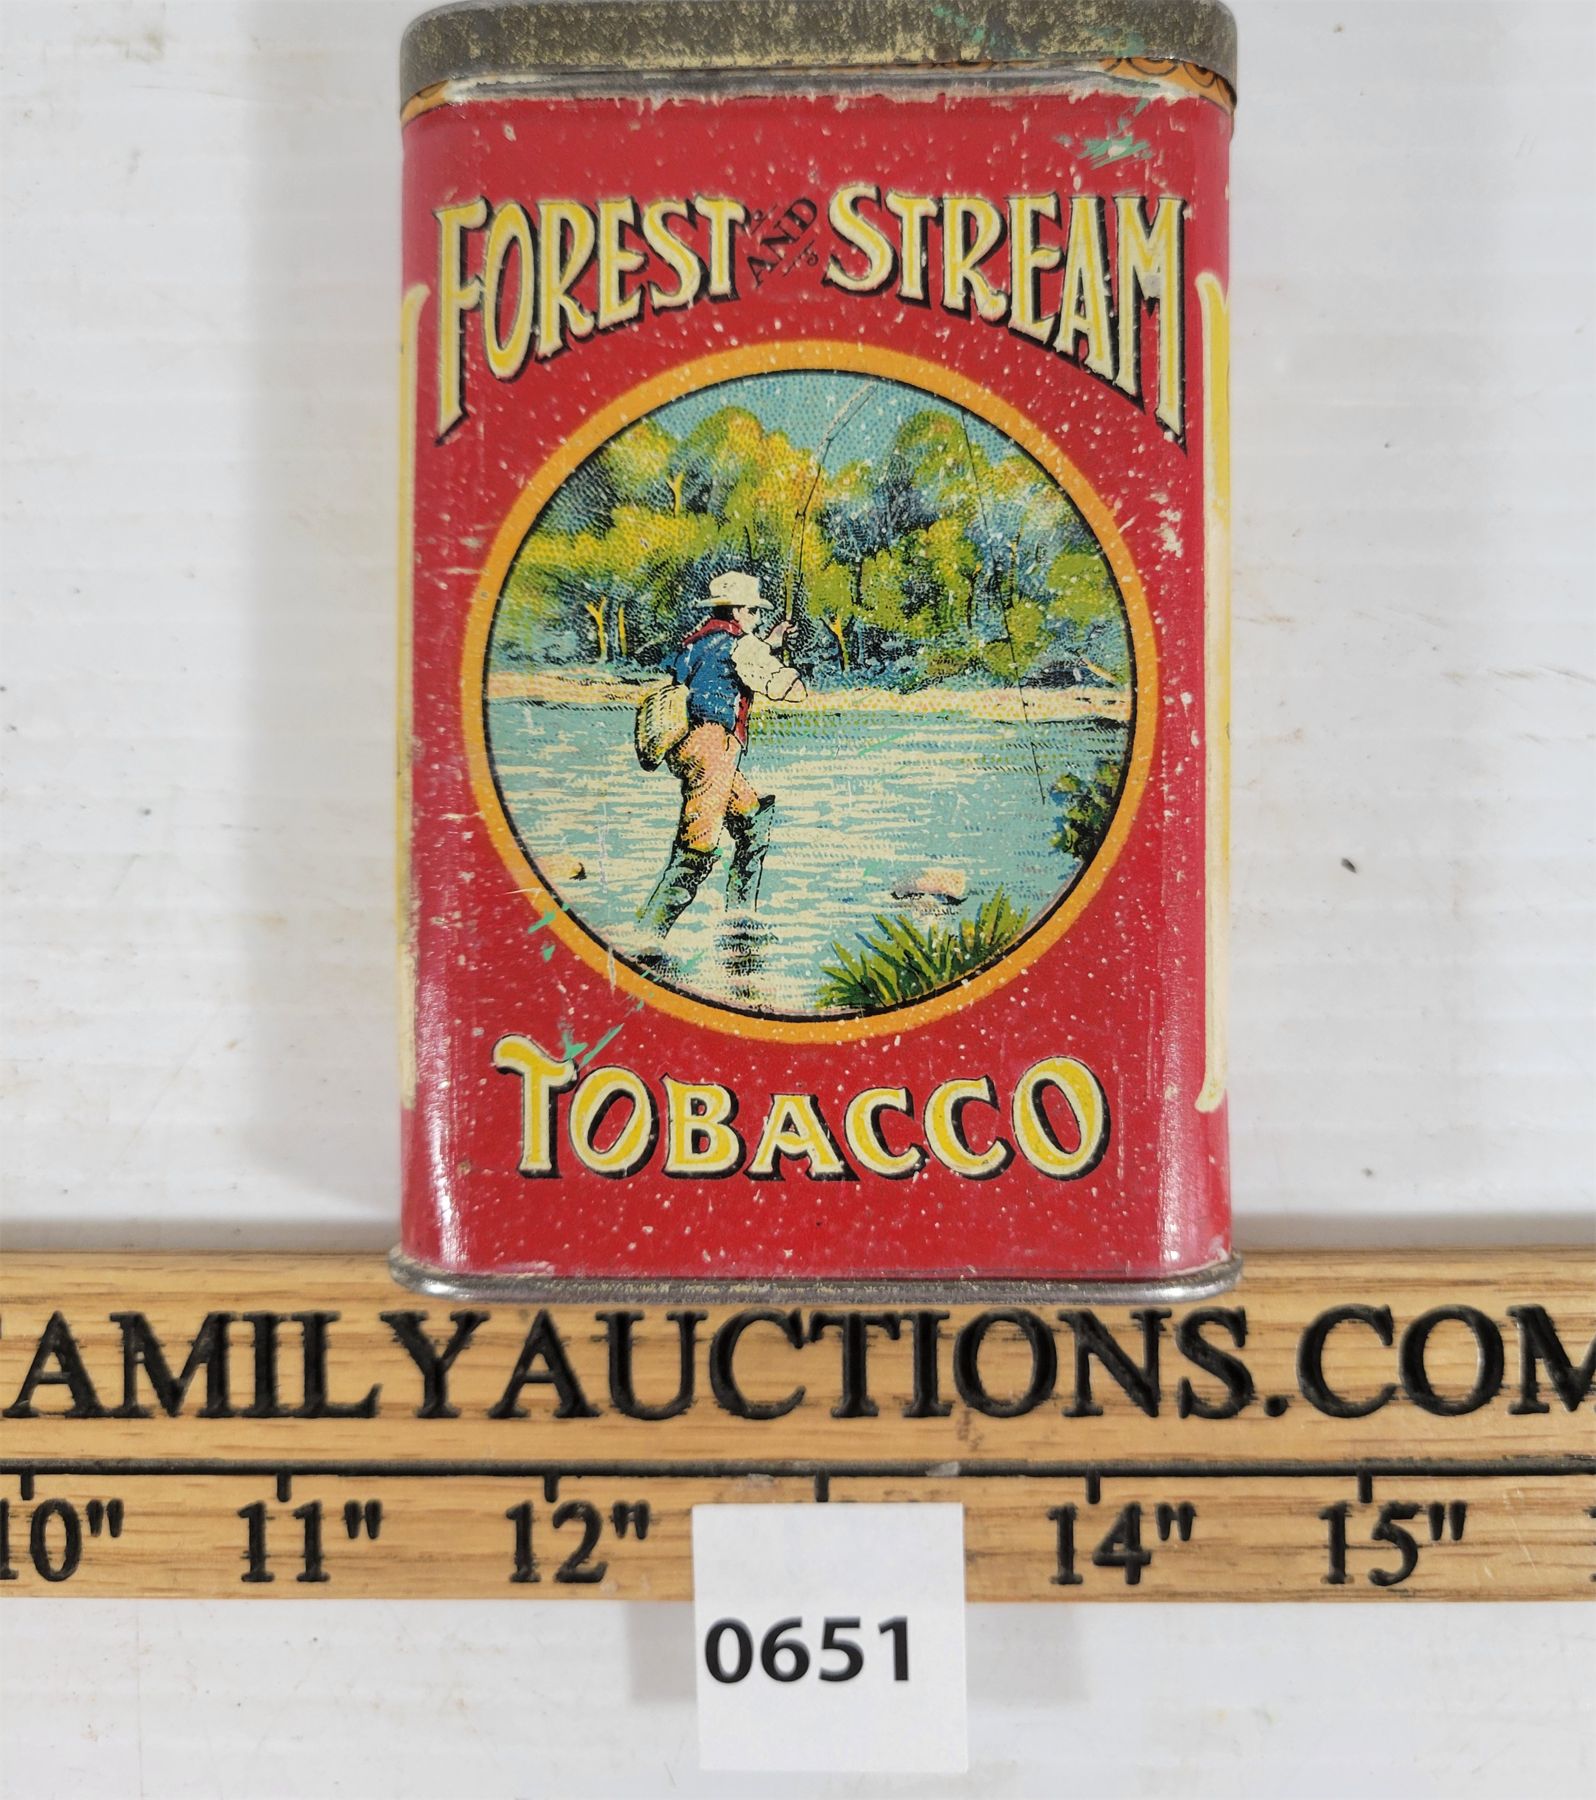 FOREST AND STREAM
TOBACCO
AMILYAUCTIONS.COM
10" 11" 12" 14" 15"
0651